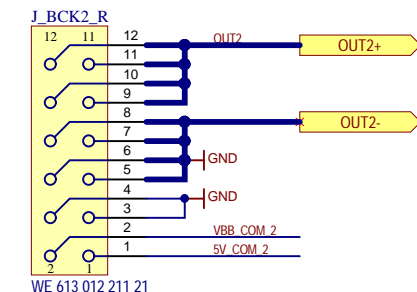 J_BCK2_R
12 11 12 OUT2
OUT2+
11
10
9
8
OUT2-
7
6
GND
5
4
GND
3
2 VBB_COM_2
1 5V_COM_2
2 1
WE 613 012 211 21